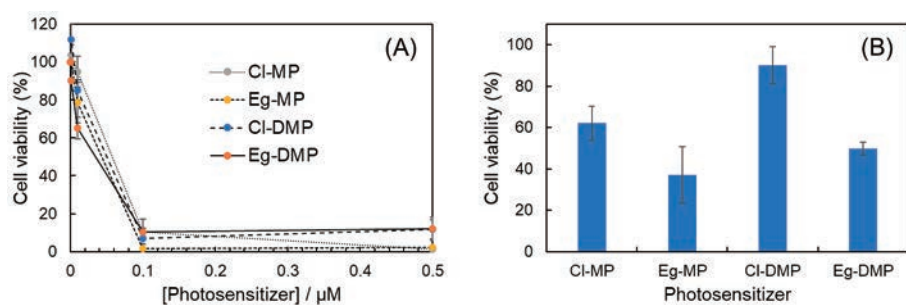 120
100
80
60
40
20
0
Cell viability (%)
(A)
Cl-MP
Eg-MP
Cl-DMP
Eg-DMP
0 0.1 0.2 0.3 0.4 0.5
[Photosensitizer] / μM
100
80
60
40
20
0
Cell viability (%)
(B)
Cl-MP Eg-MP Cl-DMP Eg-DMP
Photosensitizer